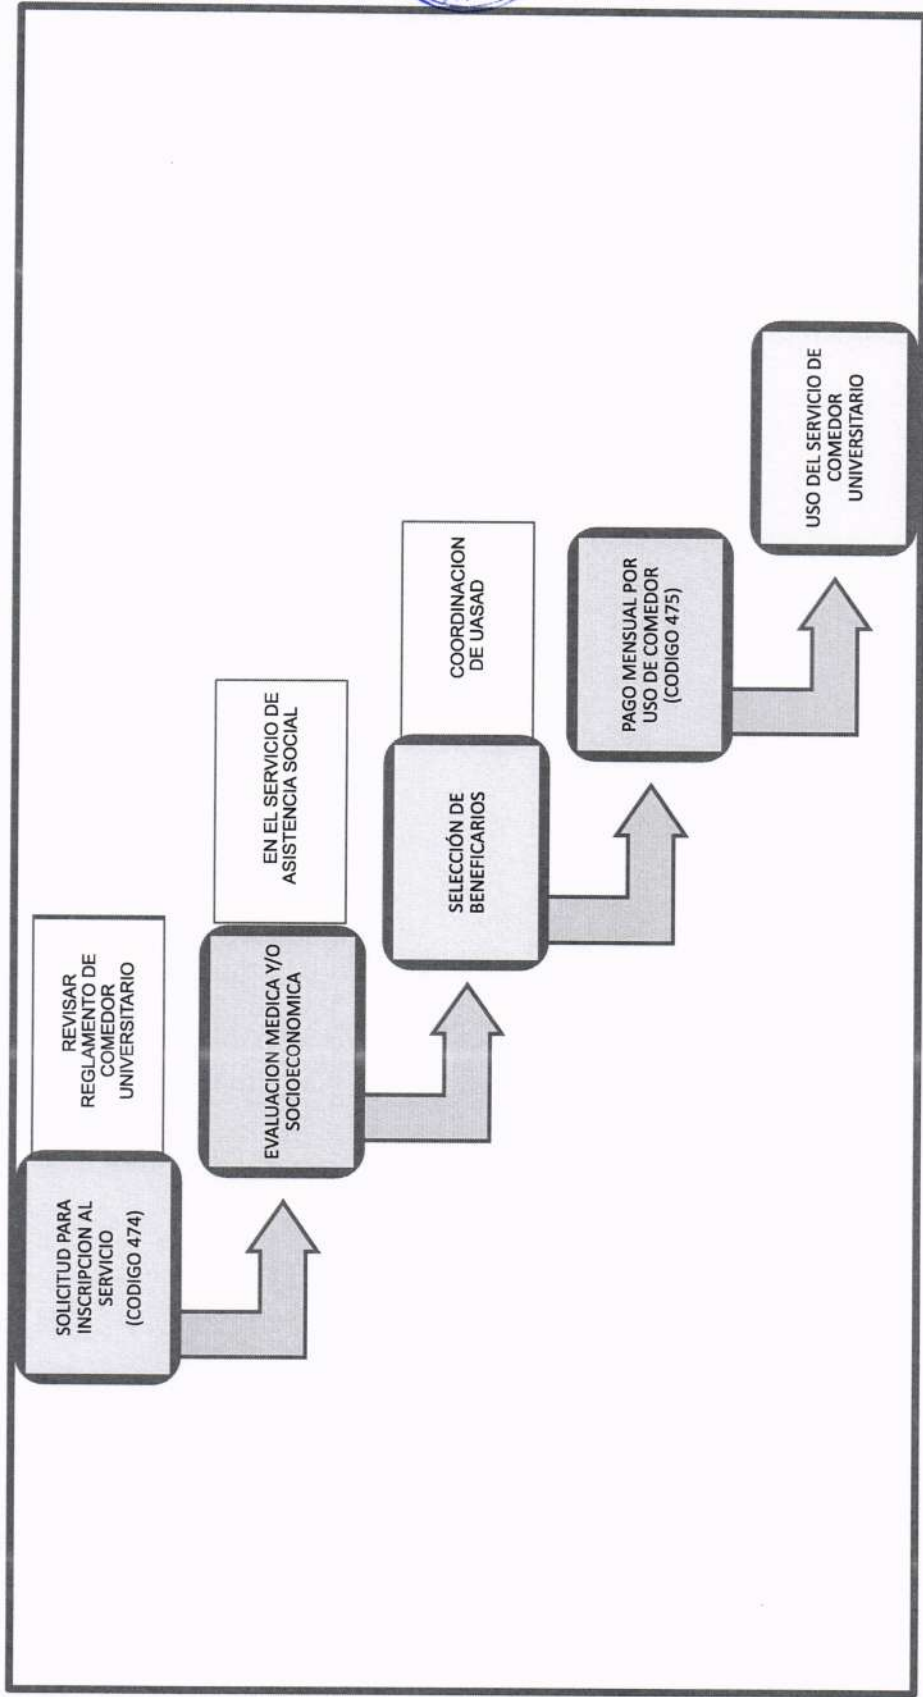 SOLICITUD PARA
INSCRIPCION AL
SERVICIO
(CODIGO 474)
REVISAR
REGLAMENTO DE
COMEDOR
UNIVERSITARIO
EVALUACION MEDICA Y/O
SOCIOECONOMICA
EN EL SERVICIO DE
ASISTENCIA SOCIAL
SELECCIÓN DE
BENEFICARIOS
COORDINACION
DE UASAD
PAGO MENSUAL POR
USO DE COMEDOR
(CODIGO 475)
USO DEL SERVICIO DE
COMEDOR
UNIVERSITARIO